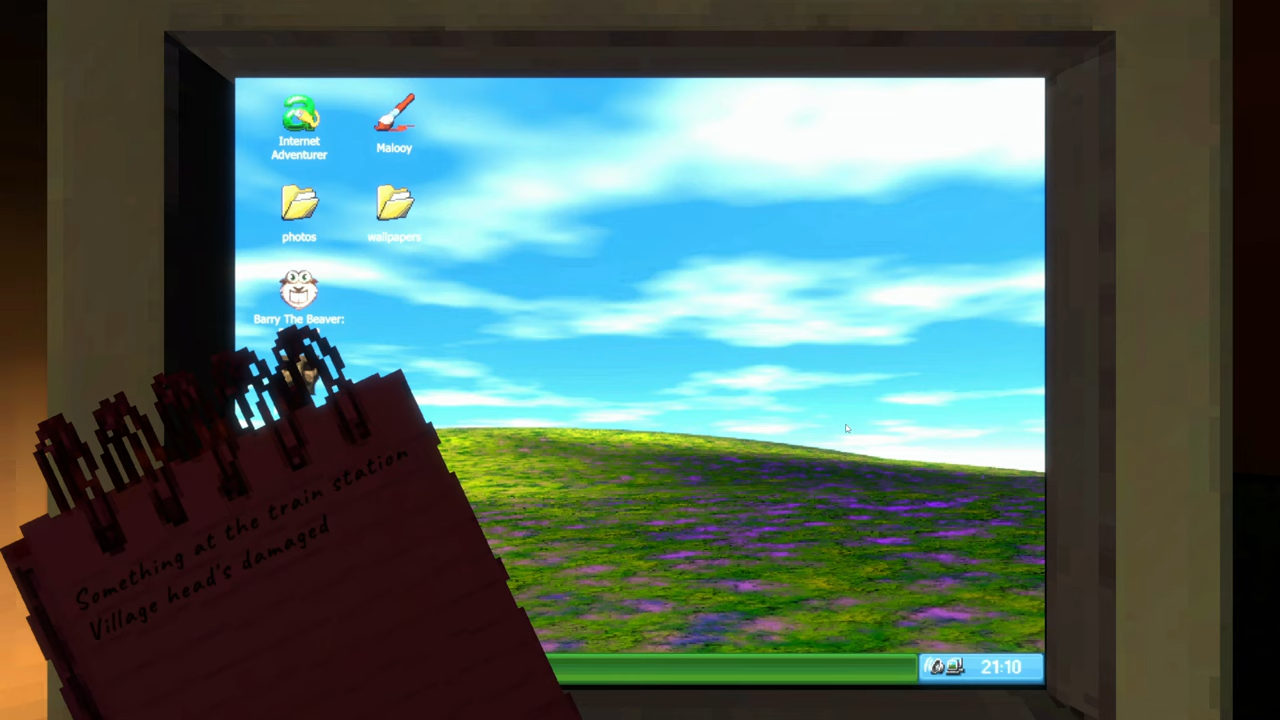 Internet
Adventurer
Malooy
photos
wallpapers
Barry The Beaver:
Something at the train station
Village head's damaged
21:10